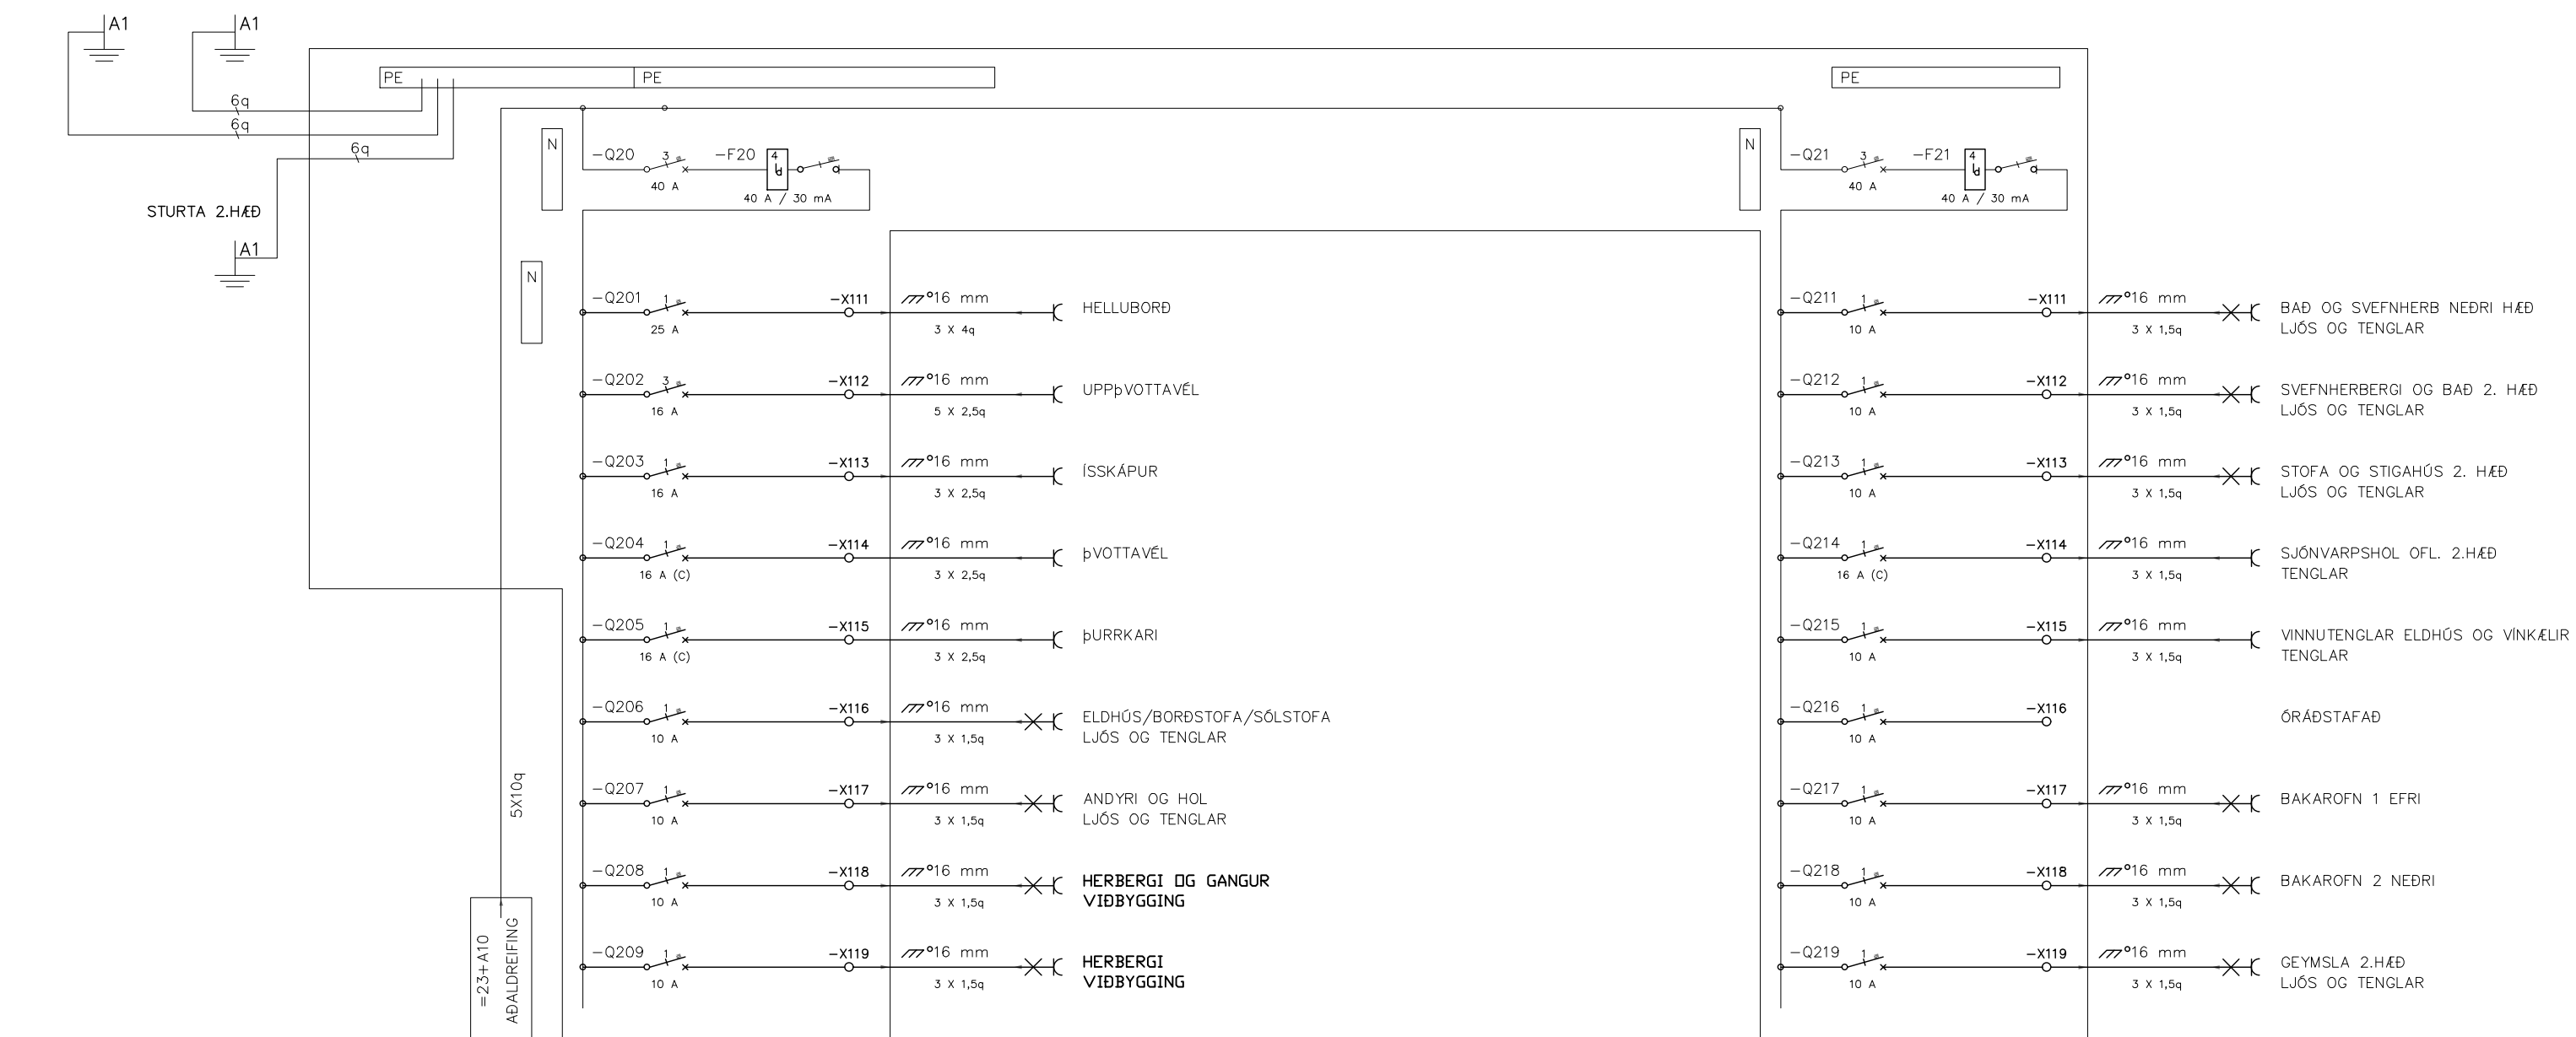 A1
A1
PE
PE
PE
6q
6q
6q
STURTA 2.HÆÐ
A1
N
-Q20
3
40 A
-F20
4
40 A / 30 mA
N
-Q201
1
25 A
-X111
16 mm
3 X 4q
HELLUBORÐ
-Q202
3
16 A
-X112
16 mm
5 X 2,5q
UPPÞVOTTAVÉL
-Q203
1
16 A
-X113
16 mm
3 X 2,5q
ÍSSKÁPUR
-Q204
1
16 A (C)
-X114
16 mm
3 X 2,5q
ÞVOTTAVÉL
-Q205
1
16 A (C)
-X115
16 mm
3 X 2,5q
ÞURRKARI
-Q206
1
10 A
-X116
16 mm
3 X 1,5q
ELDHÚS/BORÐSTOFA/SÓLSTOFA
LJÓS OG TENGLAR
-Q207
1
10 A
-X117
16 mm
3 X 1,5q
ANDYRI OG HOL
LJÓS OG TENGLAR
-Q208
1
10 A
-X118
16 mm
3 X 1,5q
HERBERGI OG GANGUR
VIÐBYGGING
-Q209
1
10 A
-X119
16 mm
3 X 1,5q
HERBERGI
VIÐBYGGING
5X10q
=23+A10
AÐALDREIFING
N
-Q21
3
40 A
-F21
4
40 A / 30 mA
-Q211
1
10 A
-X111
16 mm
3 X 1,5q
BAÐ OG SVEFNHERB NEÐRI HÆÐ
LJÓS OG TENGLAR
-Q212
1
10 A
-X112
16 mm
3 X 1,5q
SVEFNHERBERGI OG BAÐ 2. HÆÐ
LJÓS OG TENGLAR
-Q213
1
10 A
-X113
16 mm
3 X 1,5q
STOFA OG STIGAHÚS 2. HÆÐ
LJÓS OG TENGLAR
-Q214
1
16 A (C)
-X114
16 mm
3 X 1,5q
SJÓNVARPSHOL OFL. 2.HÆÐ
TENGLAR
-Q215
1
10 A
-X115
16 mm
3 X 1,5q
VINNUTENGLAR ELDHÚS OG VÍNKÆLIR
TENGLAR
-Q216
1
10 A
-X116
ÓRÁÐSTAFAÐ
-Q217
1
10 A
-X117
16 mm
3 X 1,5q
BAKAROFN 1 EFRI
-Q218
1
10 A
-X118
16 mm
3 X 1,5q
BAKAROFN 2 NEÐRI
-Q219
1
10 A
-X119
16 mm
3 X 1,5q
GEYMSLA 2.HÆÐ
LJÓS OG TENGLAR